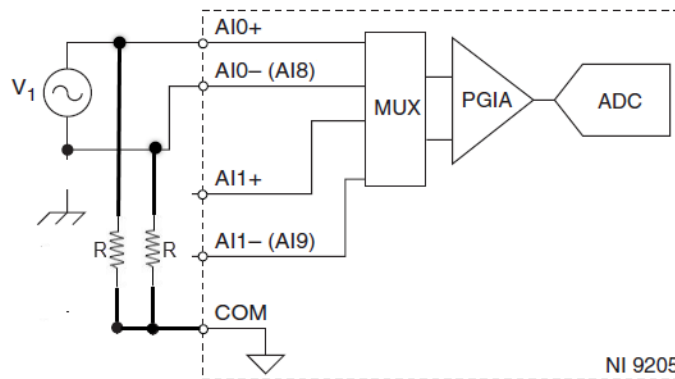 AI0+
V1
AI0– (AI8)
MUX
PGIA
ADC
AI1+
R
R
AI1– (AI9)
COM
NI 9205